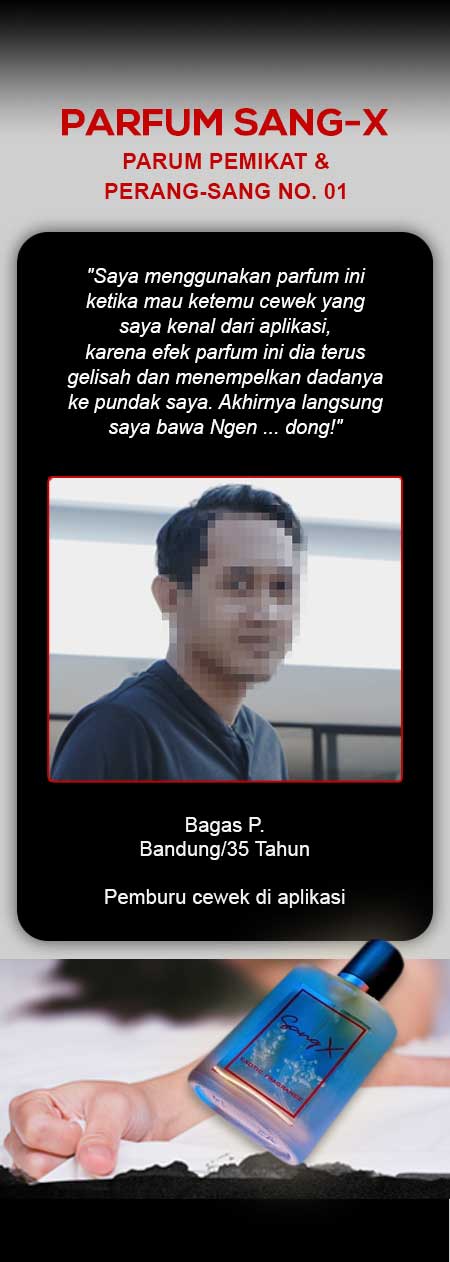 PARFUM SANG-X
PARUM PEMIKAT &
PERANG-SANG NO. 01
"Saya menggunakan parfum ini
ketika mau ketemu cewek yang
saya kenal dari aplikasi,
karena efek parfum ini dia terus
gelisah dan menempelkan dadanya
ke pundak saya. Akhirnya langsung
saya bawa Ngen ... dong!"
Bagas P.
Bandung/35 Tahun
Pemburu cewek di aplikasi
Sang X
EXOTIC FRAGRANCE